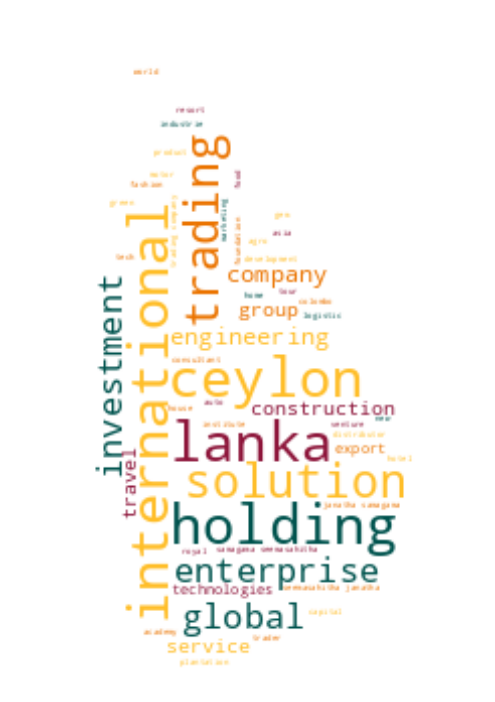 world
resort
industrie
product
trading
motor
food
fashion
green
international
trading company
marketing
gem
foundation
asia
agro
tech
development
company
investment
home
tour
colombo
group
logistic
engineering
consultant
ceylon
house
auto
construction
new
institute
venture
lanka
distributor
export
travel
hotel
solution
janatha samagama
holding
royal
samagama seemasahitha
enterprise
technologies
seemasahitha janatha
global
capital
academy
trader
service
plantation